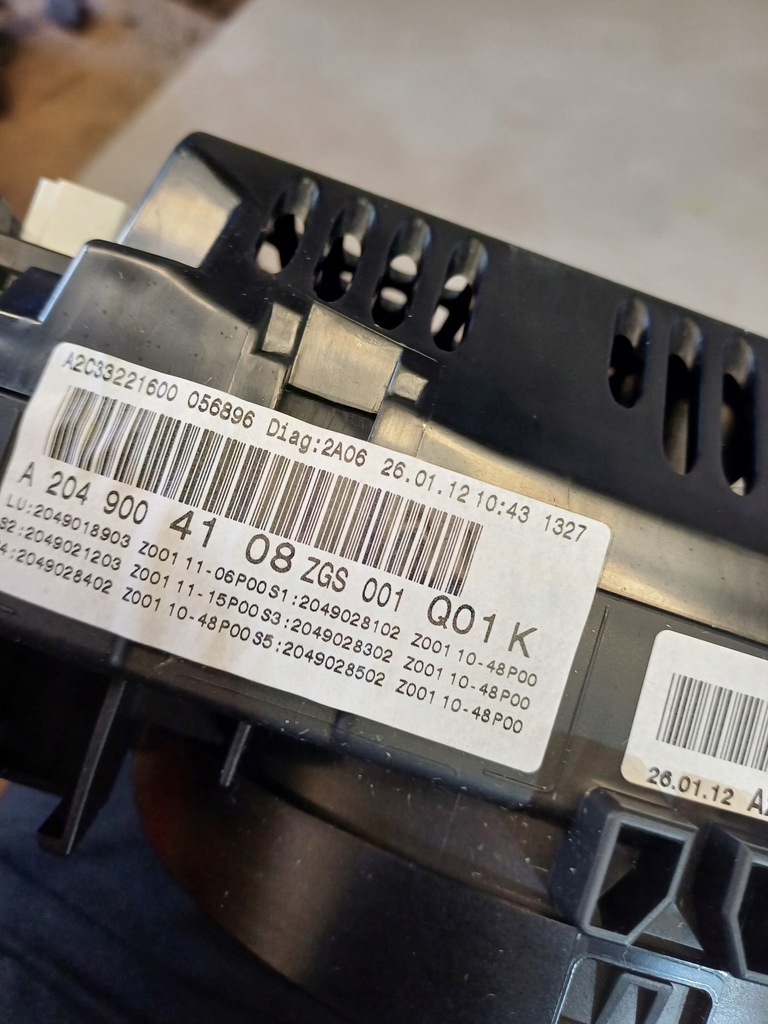 A2C33221600 056896 Diag:2A06 26.01.12 10:43 1327
A 204 900 41 08 ZGS 001 Q01 K
LU:2049018903 Z001 11-06P00 S1:2049028102 Z001 10-48P00
S2:2049021203 Z001 11-15P00 S3:2049028302 Z001 10-48P00
4:2049028402 Z001 10-48P00 S5:2049028502 Z001 10-48P00
26.01.12